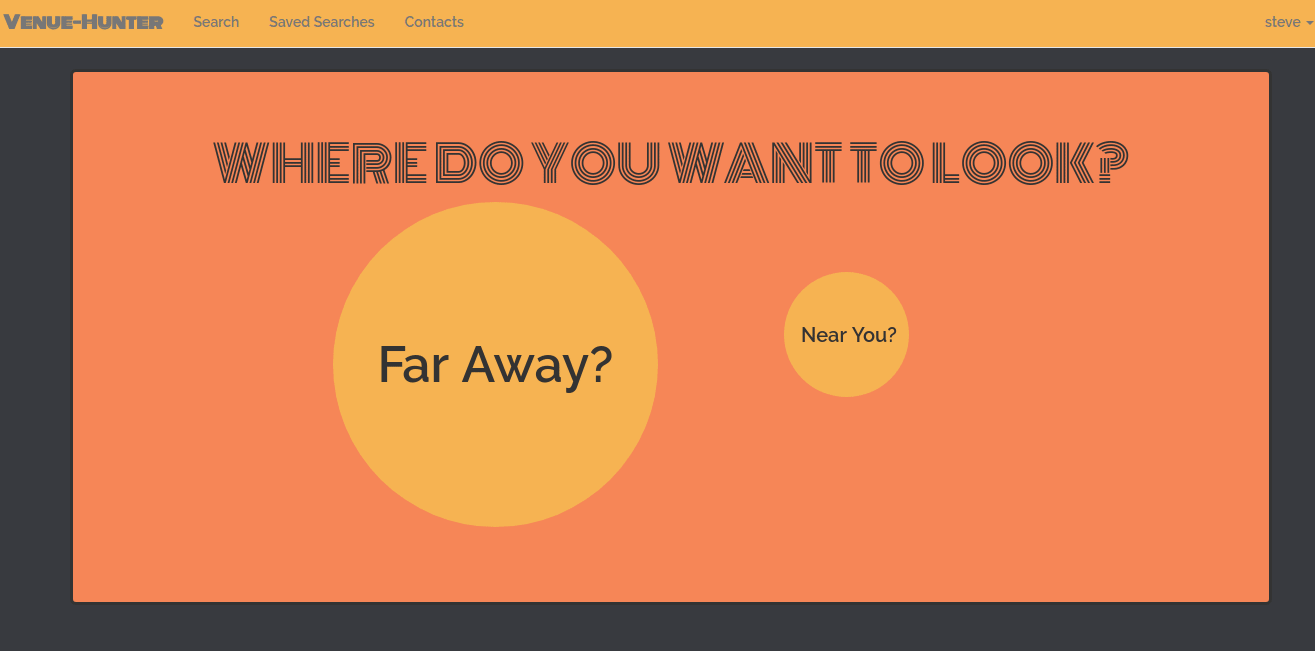 Venue-Hunter Search Saved Searches Contacts steve
WHERE DO YOU WANT TO LOOK?
Far Away?
Near You?